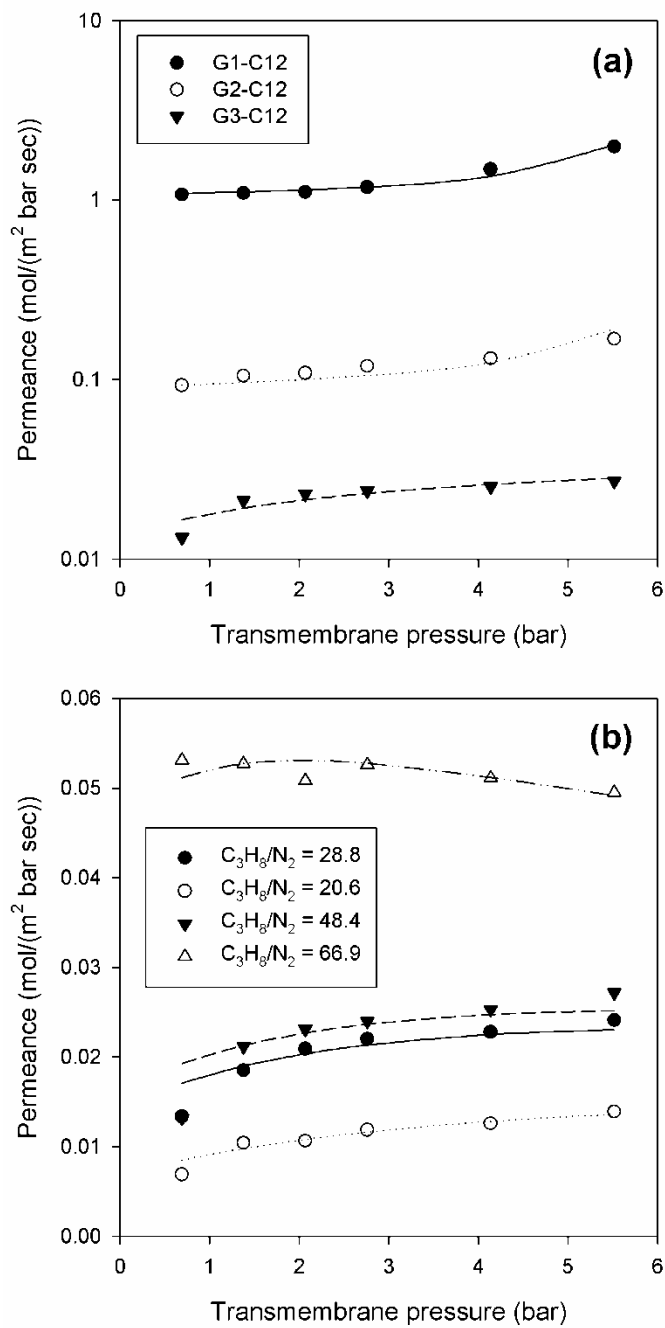 10
(a)
G1-C12
G2-C12
G3-C12
1
0.1
0.01
Permeance (mol/(m² bar sec))
0 1 2 3 4 5 6
Transmembrane pressure (bar)
0.06
(b)
0.05
C₃H₈/N₂ = 28.8
C₃H₈/N₂ = 20.6
C₃H₈/N₂ = 48.4
C₃H₈/N₂ = 66.9
0.04
0.03
0.02
0.01
0.00
Permeance (mol/(m² bar sec))
0 1 2 3 4 5 6
Transmembrane pressure (bar)